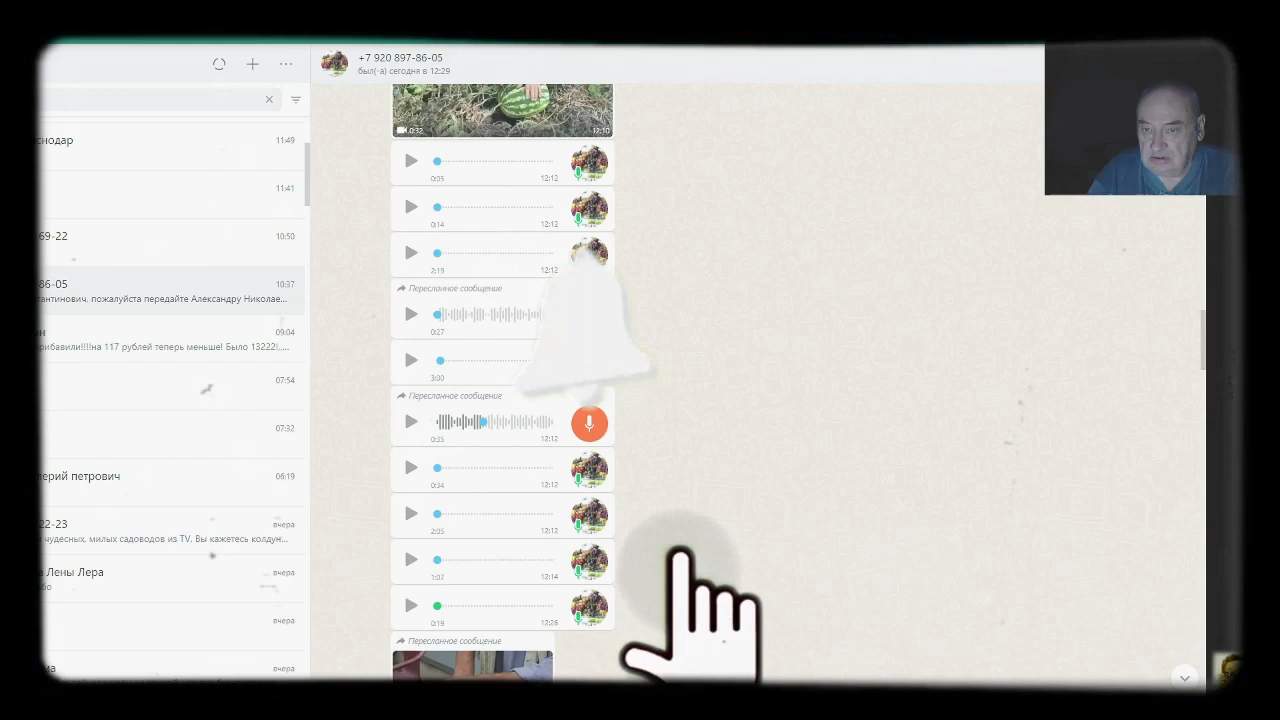 +7 920 897-86-05
был(-а) сегодня в 12:29
снодар 11:49
11:41
69-22 10:50
86-05 10:37
тантинович, пожалуйста передайте Александру Николае...
н 09:04
рибавили!!!!на 117 рублей теперь меньше! Было 13222!,...
07:54
07:32
лерий петрович 06:19
22-23 вчера
чудесных, милых садоводов из TV, Вы кажетесь колдун...
а Лены Лера вчера
бо
вчера
ма вчера
0:32 12:10
0:05 12:12
0:14 12:12
2:19 12:12
Пересланное сообщение
0:27
3:00
Пересланное сообщение
0:35 12:12
0:34 12:12
2:05 12:12
1:07 12:14
0:19 12:26
Пересланное сообщение